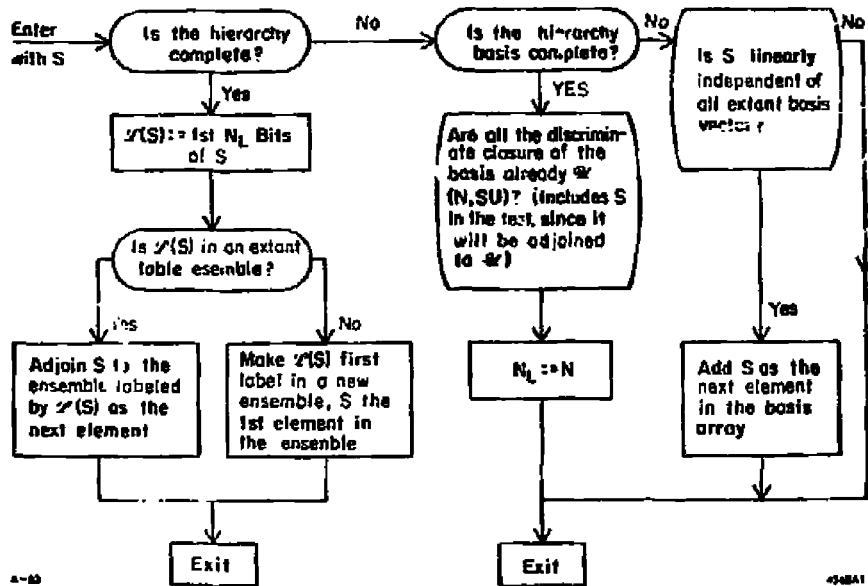 Enter
with S
Is the hierarchy
complete?
No
Is the hierarchy
basis complete?
No
Is S linearly
independent of
all extant basis
vector?
No
Yes
𝓛(S):= 1st N_L Bits
of S
YES
Are all the discrimin-
ate closure of the
basis already 𝒰
(N,SU)? (includes S
in the text, since it
will be adjoined
to 𝒰)
Is 𝓛(S) in an extant
table esemble?
Yes
No
Yes
Adjoin S to the
ensemble labeled
by 𝓛(S) as the
next element
Make 𝓛(S) first
label in a new
ensemble, S the
1st element in
the ensemble
N_L := N
Add S as the
next element
in the basis
array
Exit
Exit